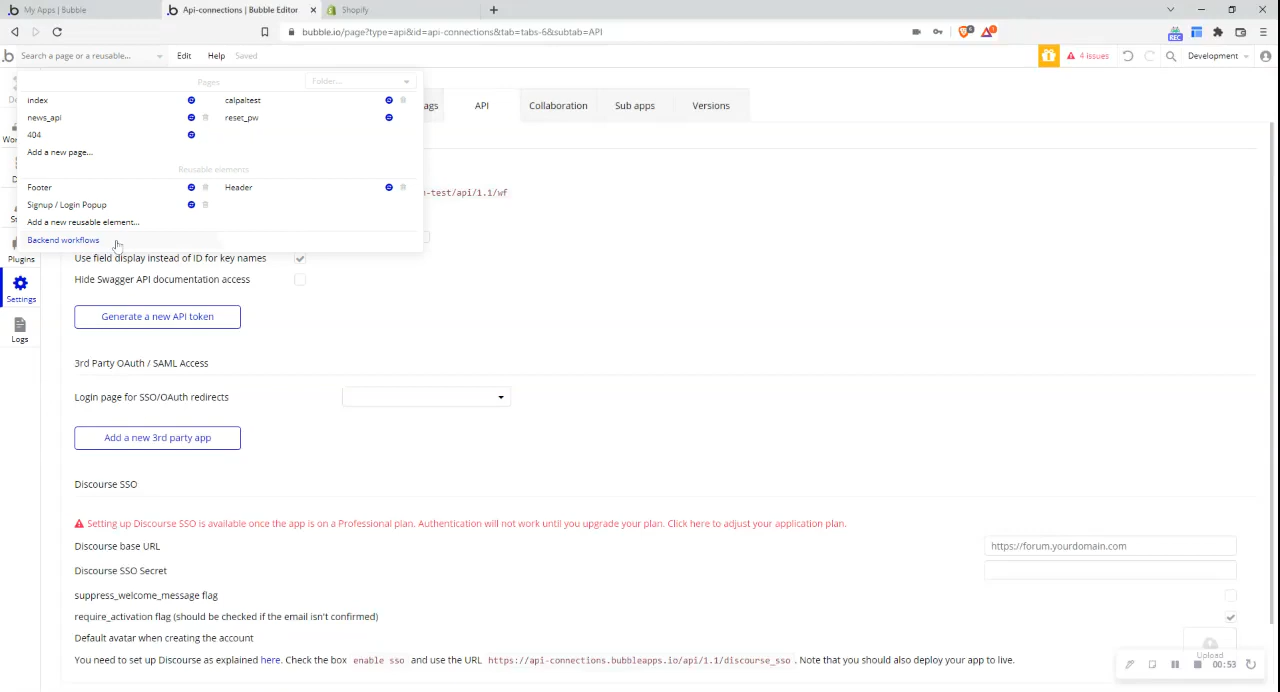 My Apps | Bubble
Api-connections | Bubble Editor
Shopify
bubble.io/page?type=api&id=api-connections&tab=tabs-6&subtab=API
REC
Search a page or a reusable...
Edit
Help
Saved
4 issues
Development
Pages
Folder...
index
calpaltest
news_api
reset_pw
404
Add a new page...
Reusable elements
Footer
Header
Signup / Login Popup
Add a new reusable element...
Backend workflows
ags
API
Collaboration
Sub apps
Versions
-test/api/1.1/wf
Plugins
Settings
Logs
Use field display instead of ID for key names
Hide Swagger API documentation access
Generate a new API token
3rd Party OAuth / SAML Access
Login page for SSO/OAuth redirects
Add a new 3rd party app
Discourse SSO
Setting up Discourse SSO is available once the app is on a Professional plan. Authentication will not work until you upgrade your plan. Click here to adjust your application plan.
Discourse base URL
https://forum.yourdomain.com
Discourse SSO Secret
suppress_welcome_message flag
require_activation flag (should be checked if the email isn't confirmed)
Default avatar when creating the account
Upload
You need to set up Discourse as explained here. Check the box enable sso and use the URL https://api-connections.bubbleapps.io/api/1.1/discourse_sso. Note that you should also deploy your app to live.
00:53